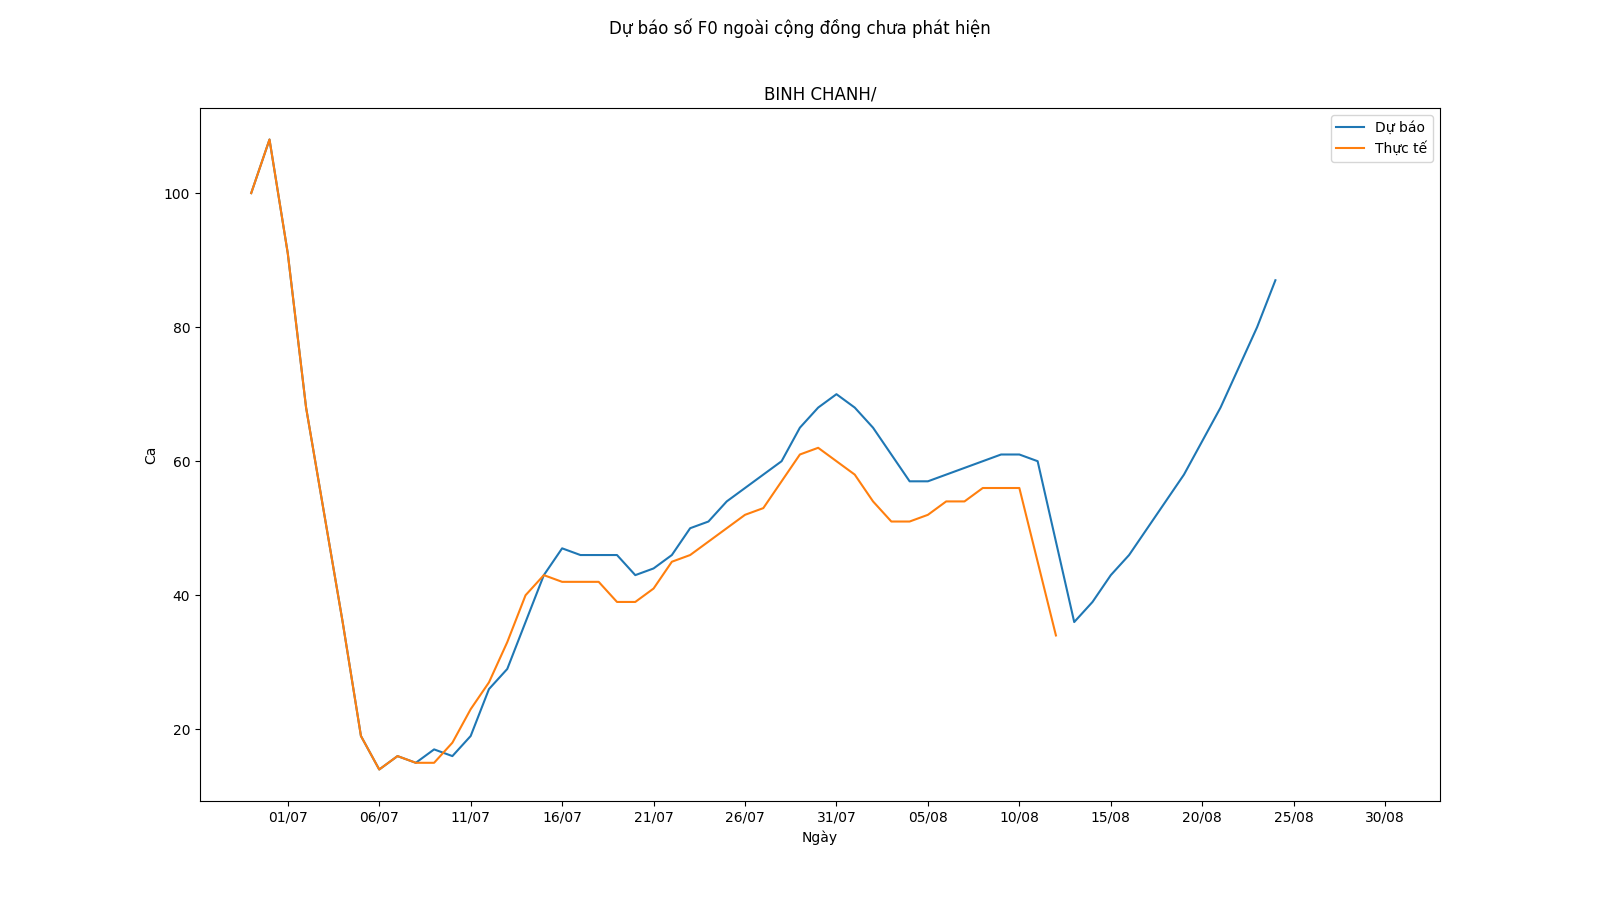 Dự báo số F0 ngoài cộng đồng chưa phát hiện
BINH CHANH/
Dự báo
Thực tế
100
80
60
40
20
Ca
01/07 06/07 11/07 16/07 21/07 26/07 31/07 05/08 10/08 15/08 20/08 25/08 30/08
Ngày